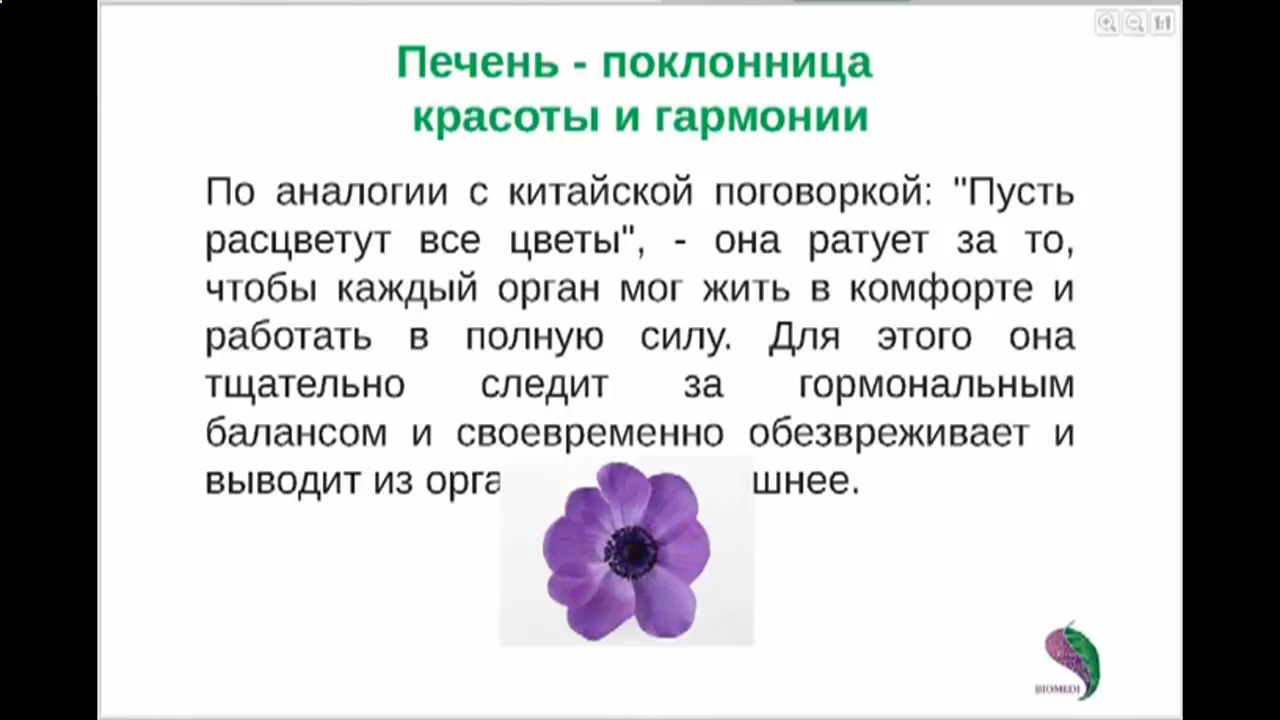 Печень - поклонница
красоты и гармонии
По аналогии с китайской поговоркой: "Пусть
расцветут все цветы", - она ратует за то,
чтобы каждый орган мог жить в комфорте и
работать в полную силу. Для этого она
тщательно следит за гормональным
балансом и своевременно обезвреживает и
выводит из орга шнее.
BIOMEDI